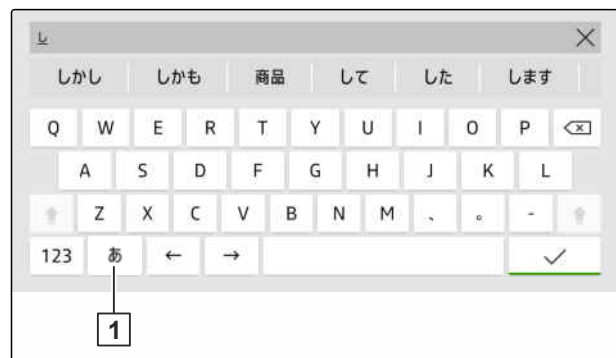 し
しかし しかも 商品 して した します
Q W E R T Y U I O P
A S D F G H J K L
Z X C V B N M 、 。 -
123 あ ← →
1